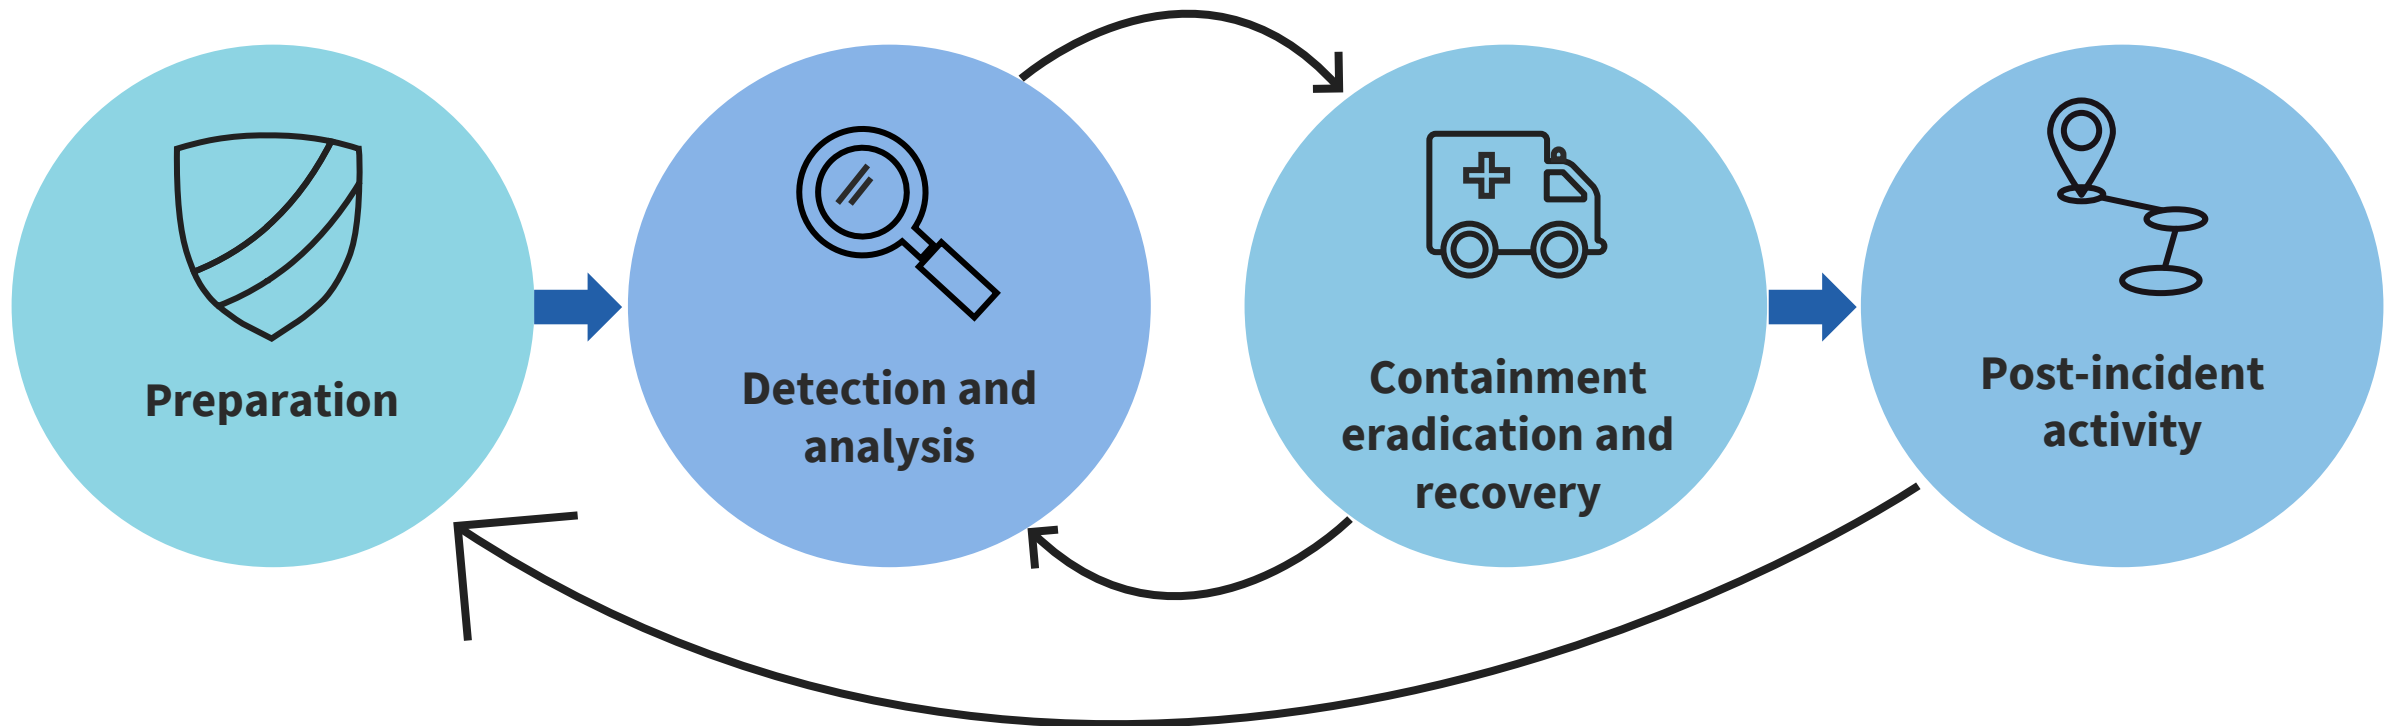 Preparation
Detection and
analysis
Containment
eradication and
recovery
Post-incident
activity